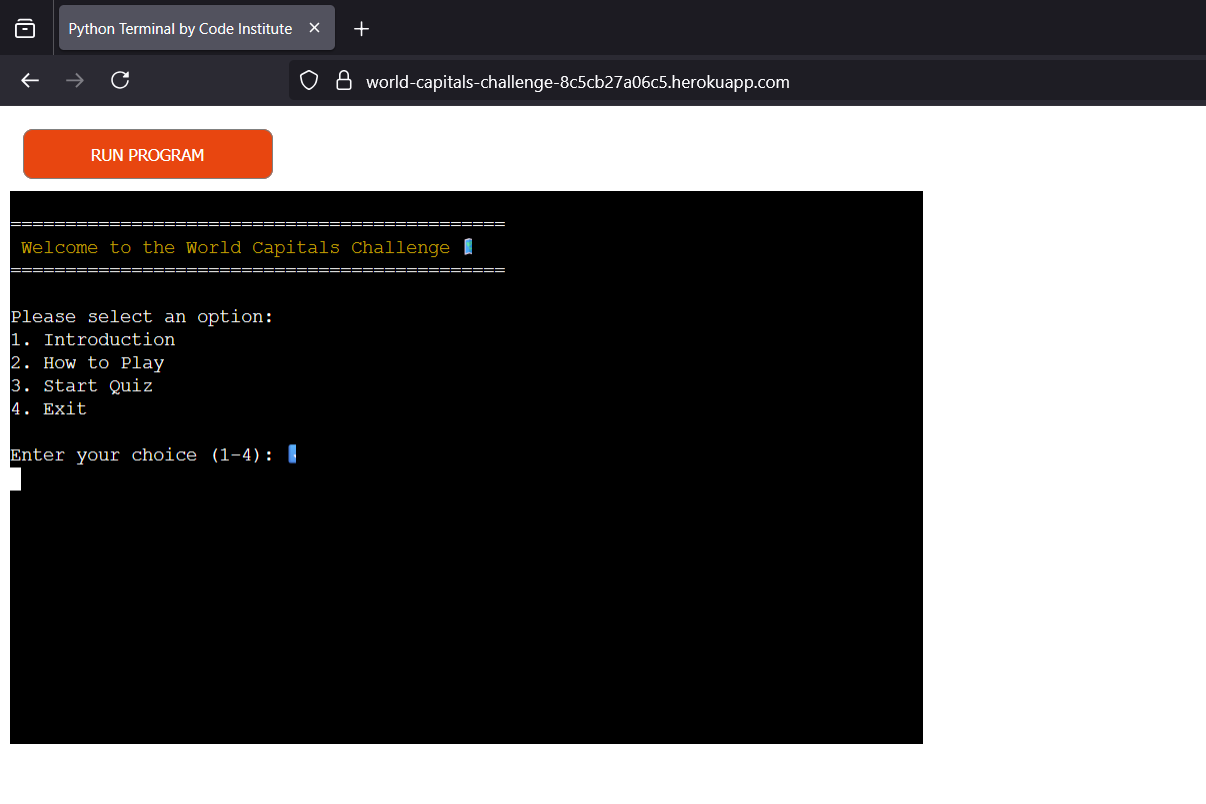 Python Terminal by Code Institute
world-capitals-challenge-8c5cb27a06c5.herokuapp.com
RUN PROGRAM
=============================================
Welcome to the World Capitals Challenge
=============================================
Please select an option:
1. Introduction
2. How to Play
3. Start Quiz
4. Exit
Enter your choice (1-4):